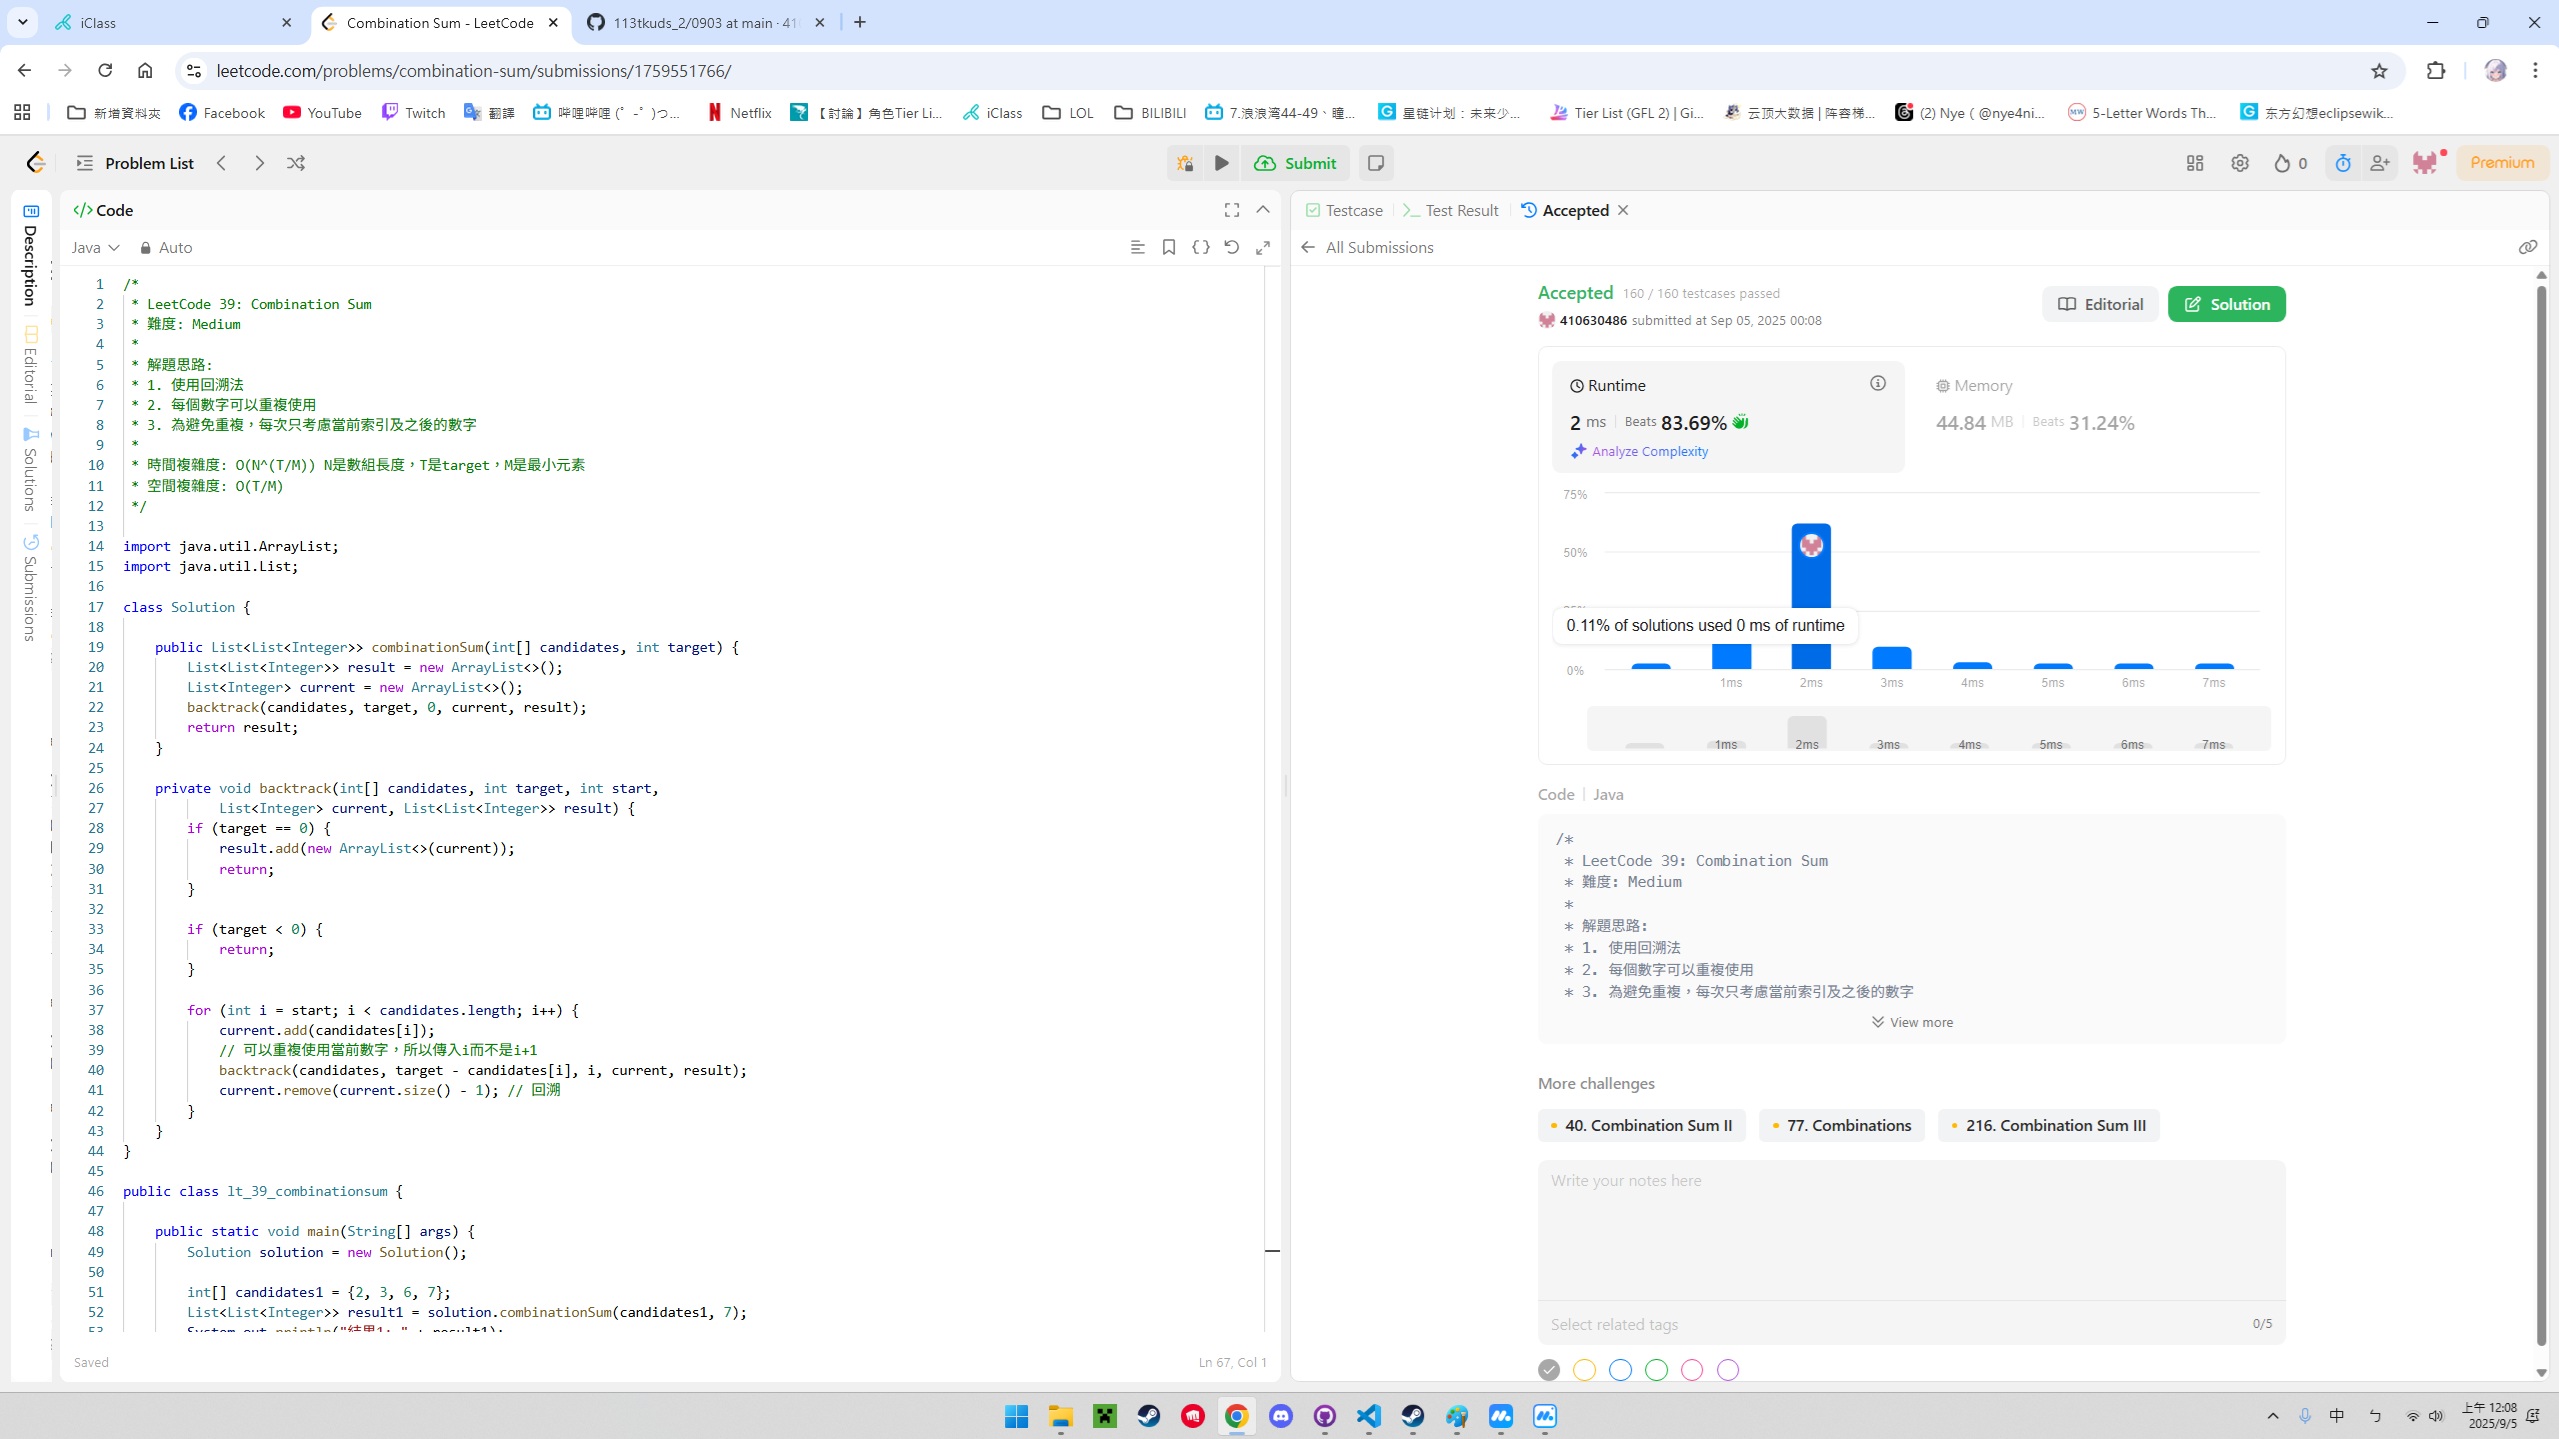 iClass
Combination Sum - LeetCode
113tkuds_2/0903 at main · 41
leetcode.com/problems/combination-sum/submissions/1759551766/
新增資料夾
Facebook
YouTube
Twitch
翻譯
哔哩哔哩 (゜-゜)つ...
Netflix
【討論】角色Tier Li...
iClass
LOL
BILIBILI
7.浪浪湾44-49、瞳...
星链计划：未来少...
Tier List (GFL 2) | Gi...
云顶大数据 | 阵容梯...
(2) Nye ( @nye4ni...
5-Letter Words Th...
东方幻想eclipsewik...
Problem List
Submit
0
Premium
Description
Editorial
Solutions
Submissions
</> Code
Java
Auto
1 /*
2 * LeetCode 39: Combination Sum
3 * 難度: Medium
4 *
5 * 解題思路:
6 * 1. 使用回溯法
7 * 2. 每個數字可以重複使用
8 * 3. 為避免重複，每次只考慮當前索引及之後的數字
9 *
10 * 時間複雜度: O(N^(T/M)) N是數組長度，T是target，M是最小元素
11 * 空間複雜度: O(T/M)
12 */
13
14 import java.util.ArrayList;
15 import java.util.List;
16
17 class Solution {
18
19 public List<List<Integer>> combinationSum(int[] candidates, int target) {
20 List<List<Integer>> result = new ArrayList<>();
21 List<Integer> current = new ArrayList<>();
22 backtrack(candidates, target, 0, current, result);
23 return result;
24 }
25
26 private void backtrack(int[] candidates, int target, int start,
27 List<Integer> current, List<List<Integer>> result) {
28 if (target == 0) {
29 result.add(new ArrayList<>(current));
30 return;
31 }
32
33 if (target < 0) {
34 return;
35 }
36
37 for (int i = start; i < candidates.length; i++) {
38 current.add(candidates[i]);
39 // 可以重複使用當前數字，所以傳入i而不是i+1
40 backtrack(candidates, target - candidates[i], i, current, result);
41 current.remove(current.size() - 1); // 回溯
42 }
43 }
44 }
45
46 public class lt_39_combinationsum {
47
48 public static void main(String[] args) {
49 Solution solution = new Solution();
50
51 int[] candidates1 = {2, 3, 6, 7};
52 List<List<Integer>> result1 = solution.combinationSum(candidates1, 7);
53 System.out.println("結果1: " + result1);
Saved
Ln 67, Col 1
Testcase
Test Result
Accepted
All Submissions
Accepted 160 / 160 testcases passed
410630486 submitted at Sep 05, 2025 00:08
Editorial
Solution
Runtime
2 ms Beats 83.69%
Analyze Complexity
Memory
44.84 MB Beats 31.24%
75%
50%
0.11% of solutions used 0 ms of runtime
0%
1ms 2ms 3ms 4ms 5ms 6ms 7ms
1ms 2ms 3ms 4ms 5ms 6ms 7ms
Code | Java
/*
* LeetCode 39: Combination Sum
* 難度: Medium
*
* 解題思路:
* 1. 使用回溯法
* 2. 每個數字可以重複使用
* 3. 為避免重複，每次只考慮當前索引及之後的數字
View more
More challenges
40. Combination Sum II
77. Combinations
216. Combination Sum III
Write your notes here
Select related tags
0/5
中
ㄅ
上午 12:08
2025/9/5